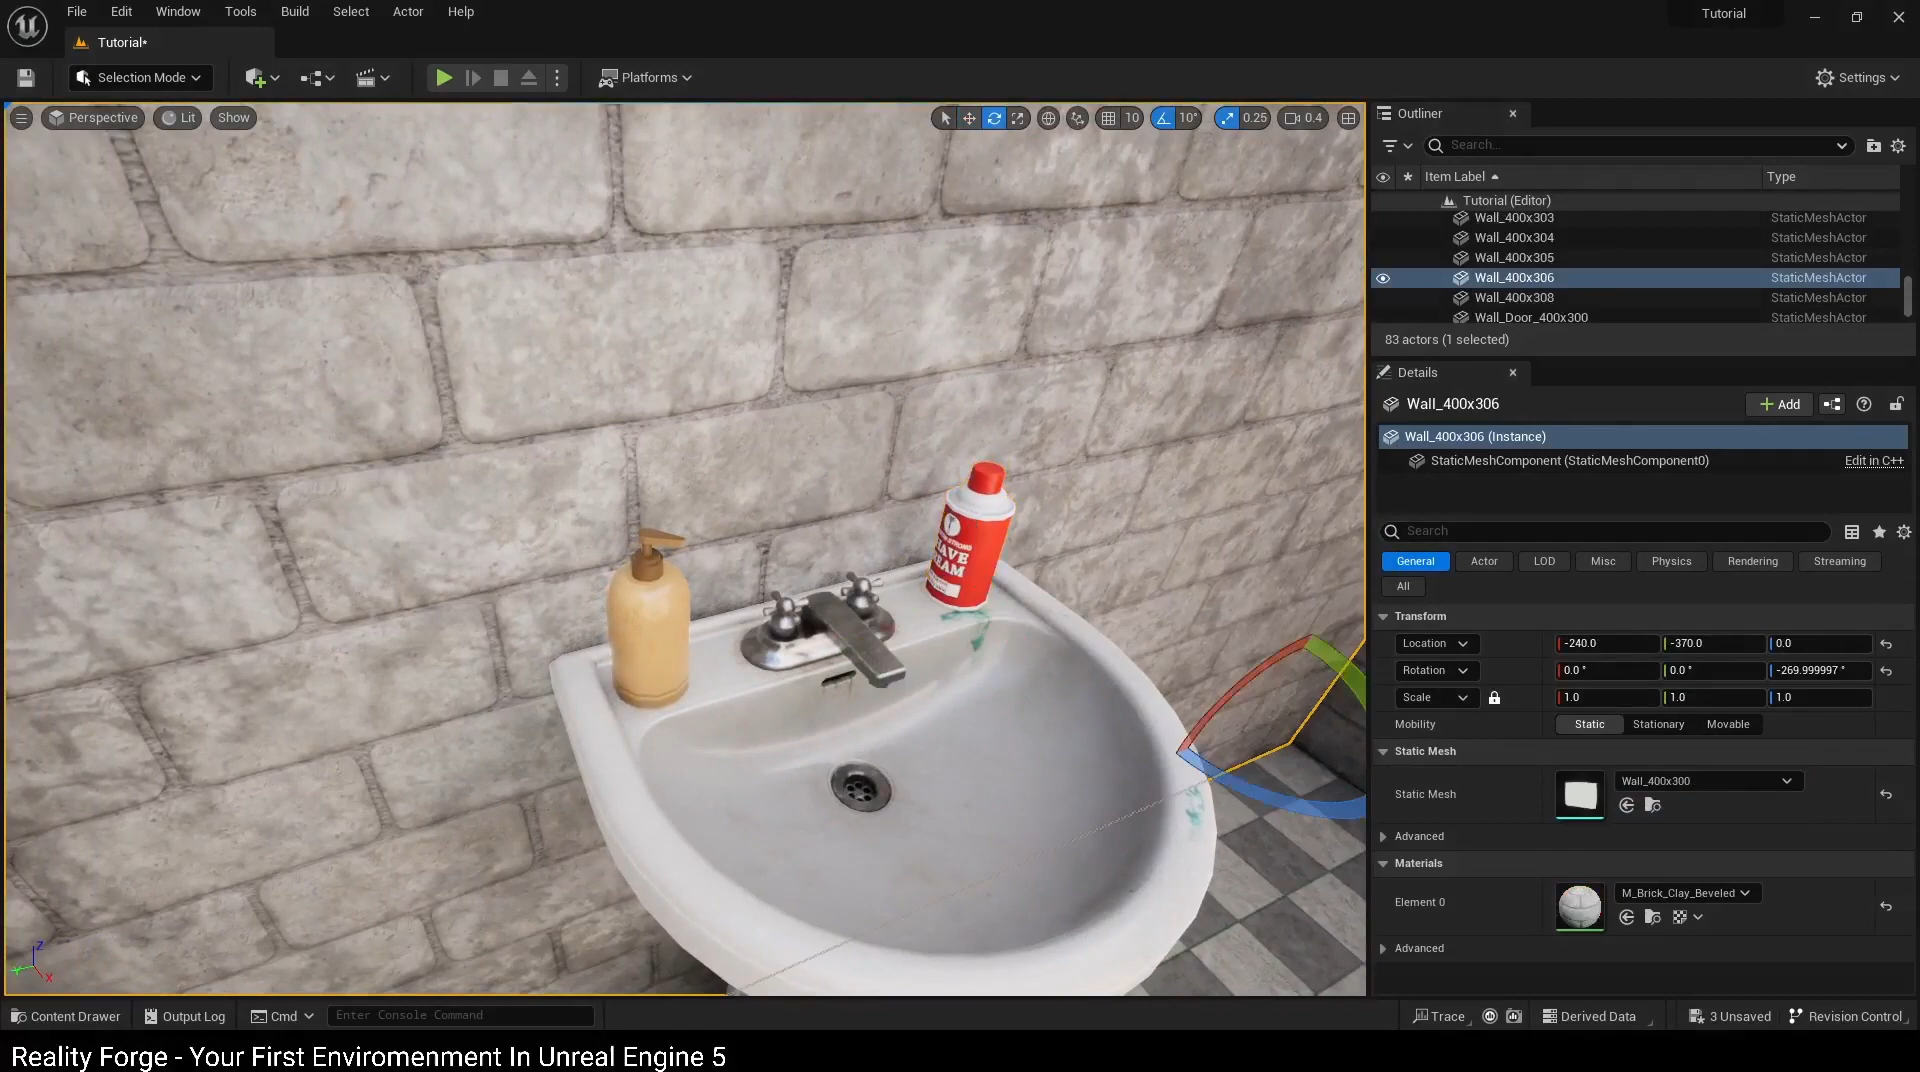 File Edit Window Tools Build Select Actor Help
Tutorial
Tutorial*
Selection Mode
Platforms
Settings
Perspective
Lit
Show
10
10°
0.25
0.4
Outliner
Search...
Item Label
Type
Tutorial (Editor)
Wall_400x303 StaticMeshActor
Wall_400x304 StaticMeshActor
Wall_400x305 StaticMeshActor
Wall_400x306 StaticMeshActor
Wall_400x308 StaticMeshActor
Wall_Door_400x300 StaticMeshActor
83 actors (1 selected)
Details
Wall_400x306
Add
Wall_400x306 (Instance)
StaticMeshComponent (StaticMeshComponent0)
Edit in C++
Search
General Actor LOD Misc Physics Rendering Streaming
All
Transform
Location -240.0 -370.0 0.0
Rotation 0.0 ° 0.0 ° -269.999997 °
Scale 1.0 1.0 1.0
Mobility Static Stationary Movable
Static Mesh
Static Mesh Wall_400x300
Advanced
Materials
Element 0 M_Brick_Clay_Beveled
Advanced
STRONG
HAVE
EAM
Z
Y
X
Content Drawer
Output Log
Cmd
Enter Console Command
Trace
Derived Data
3 Unsaved
Revision Control
Reality Forge - Your First Enviromenment In Unreal Engine 5